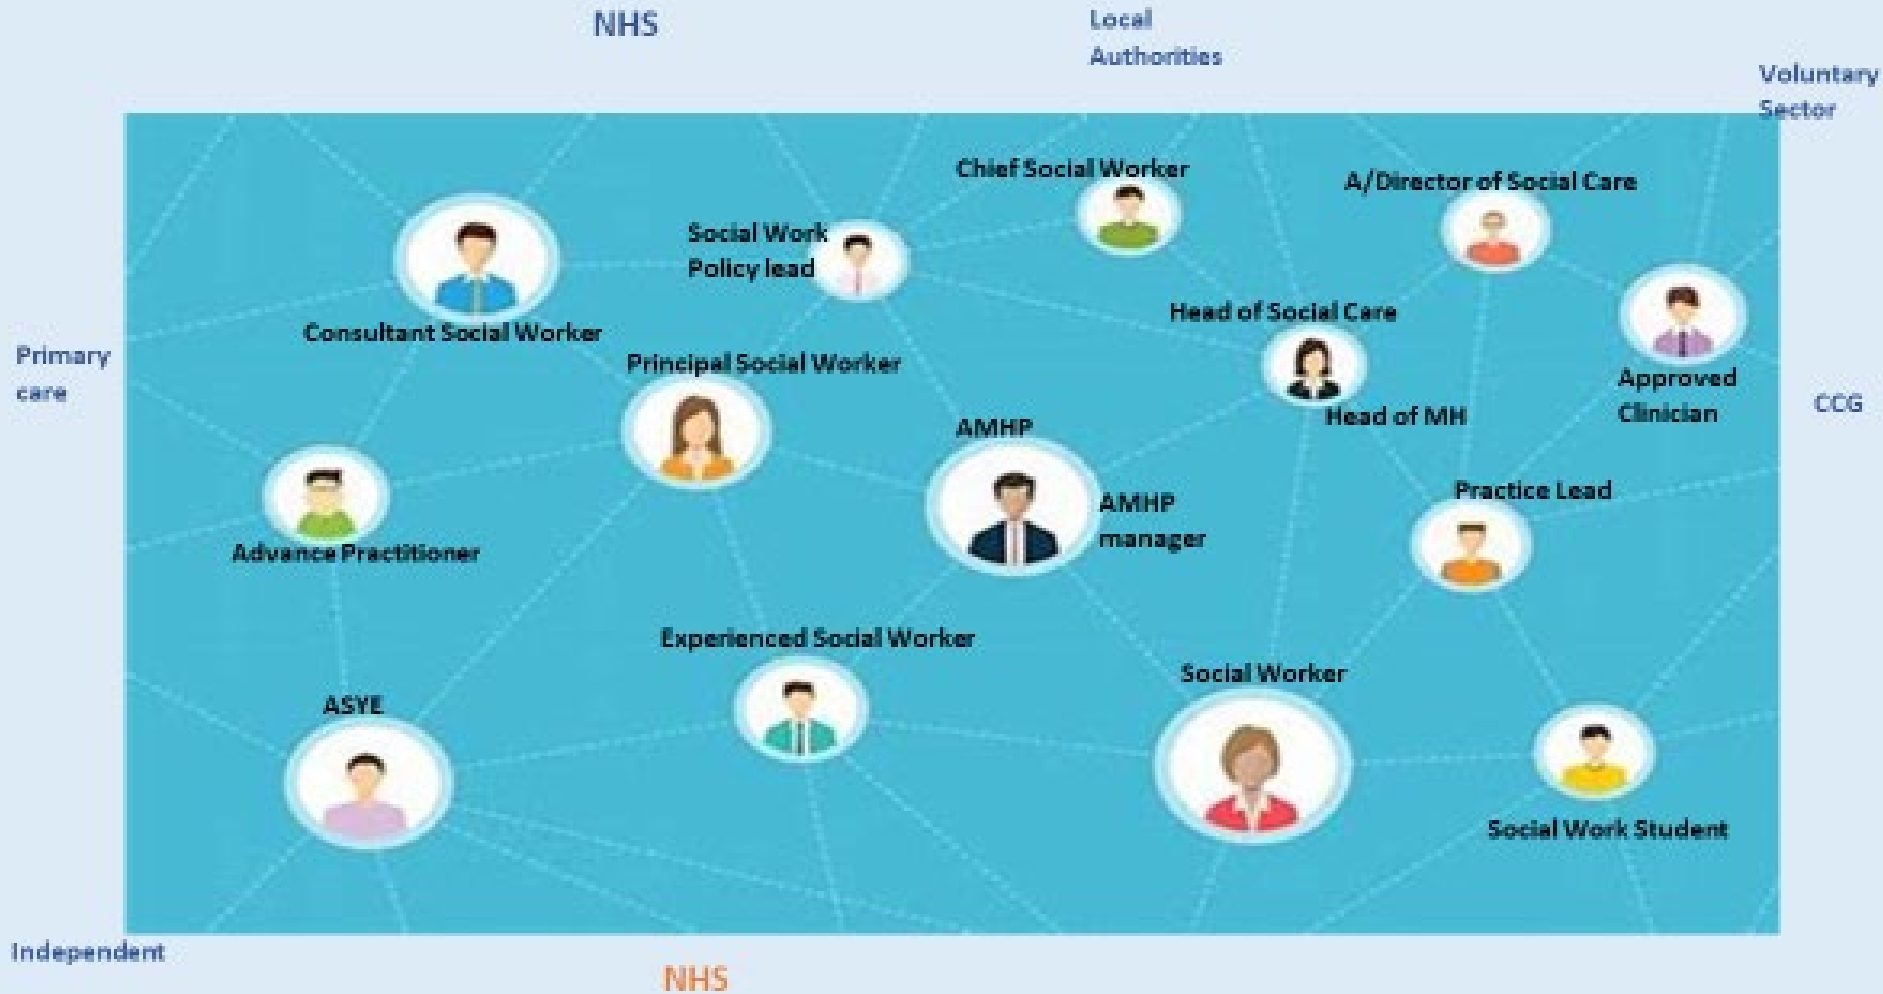 NHS
Local
Authorities
Voluntary
Sector
Chief Social Worker
A/Director of Social Care
Social Work
Policy lead
Head of Social Care
Consultant Social Worker
Primary
care
Principal Social Worker
Approved
Clinician
CCG
Head of MH
AMHP
AMHP
manager
Practice Lead
Advance Practitioner
Experienced Social Worker
Social Worker
ASYE
Social Work Student
Independent
NHS